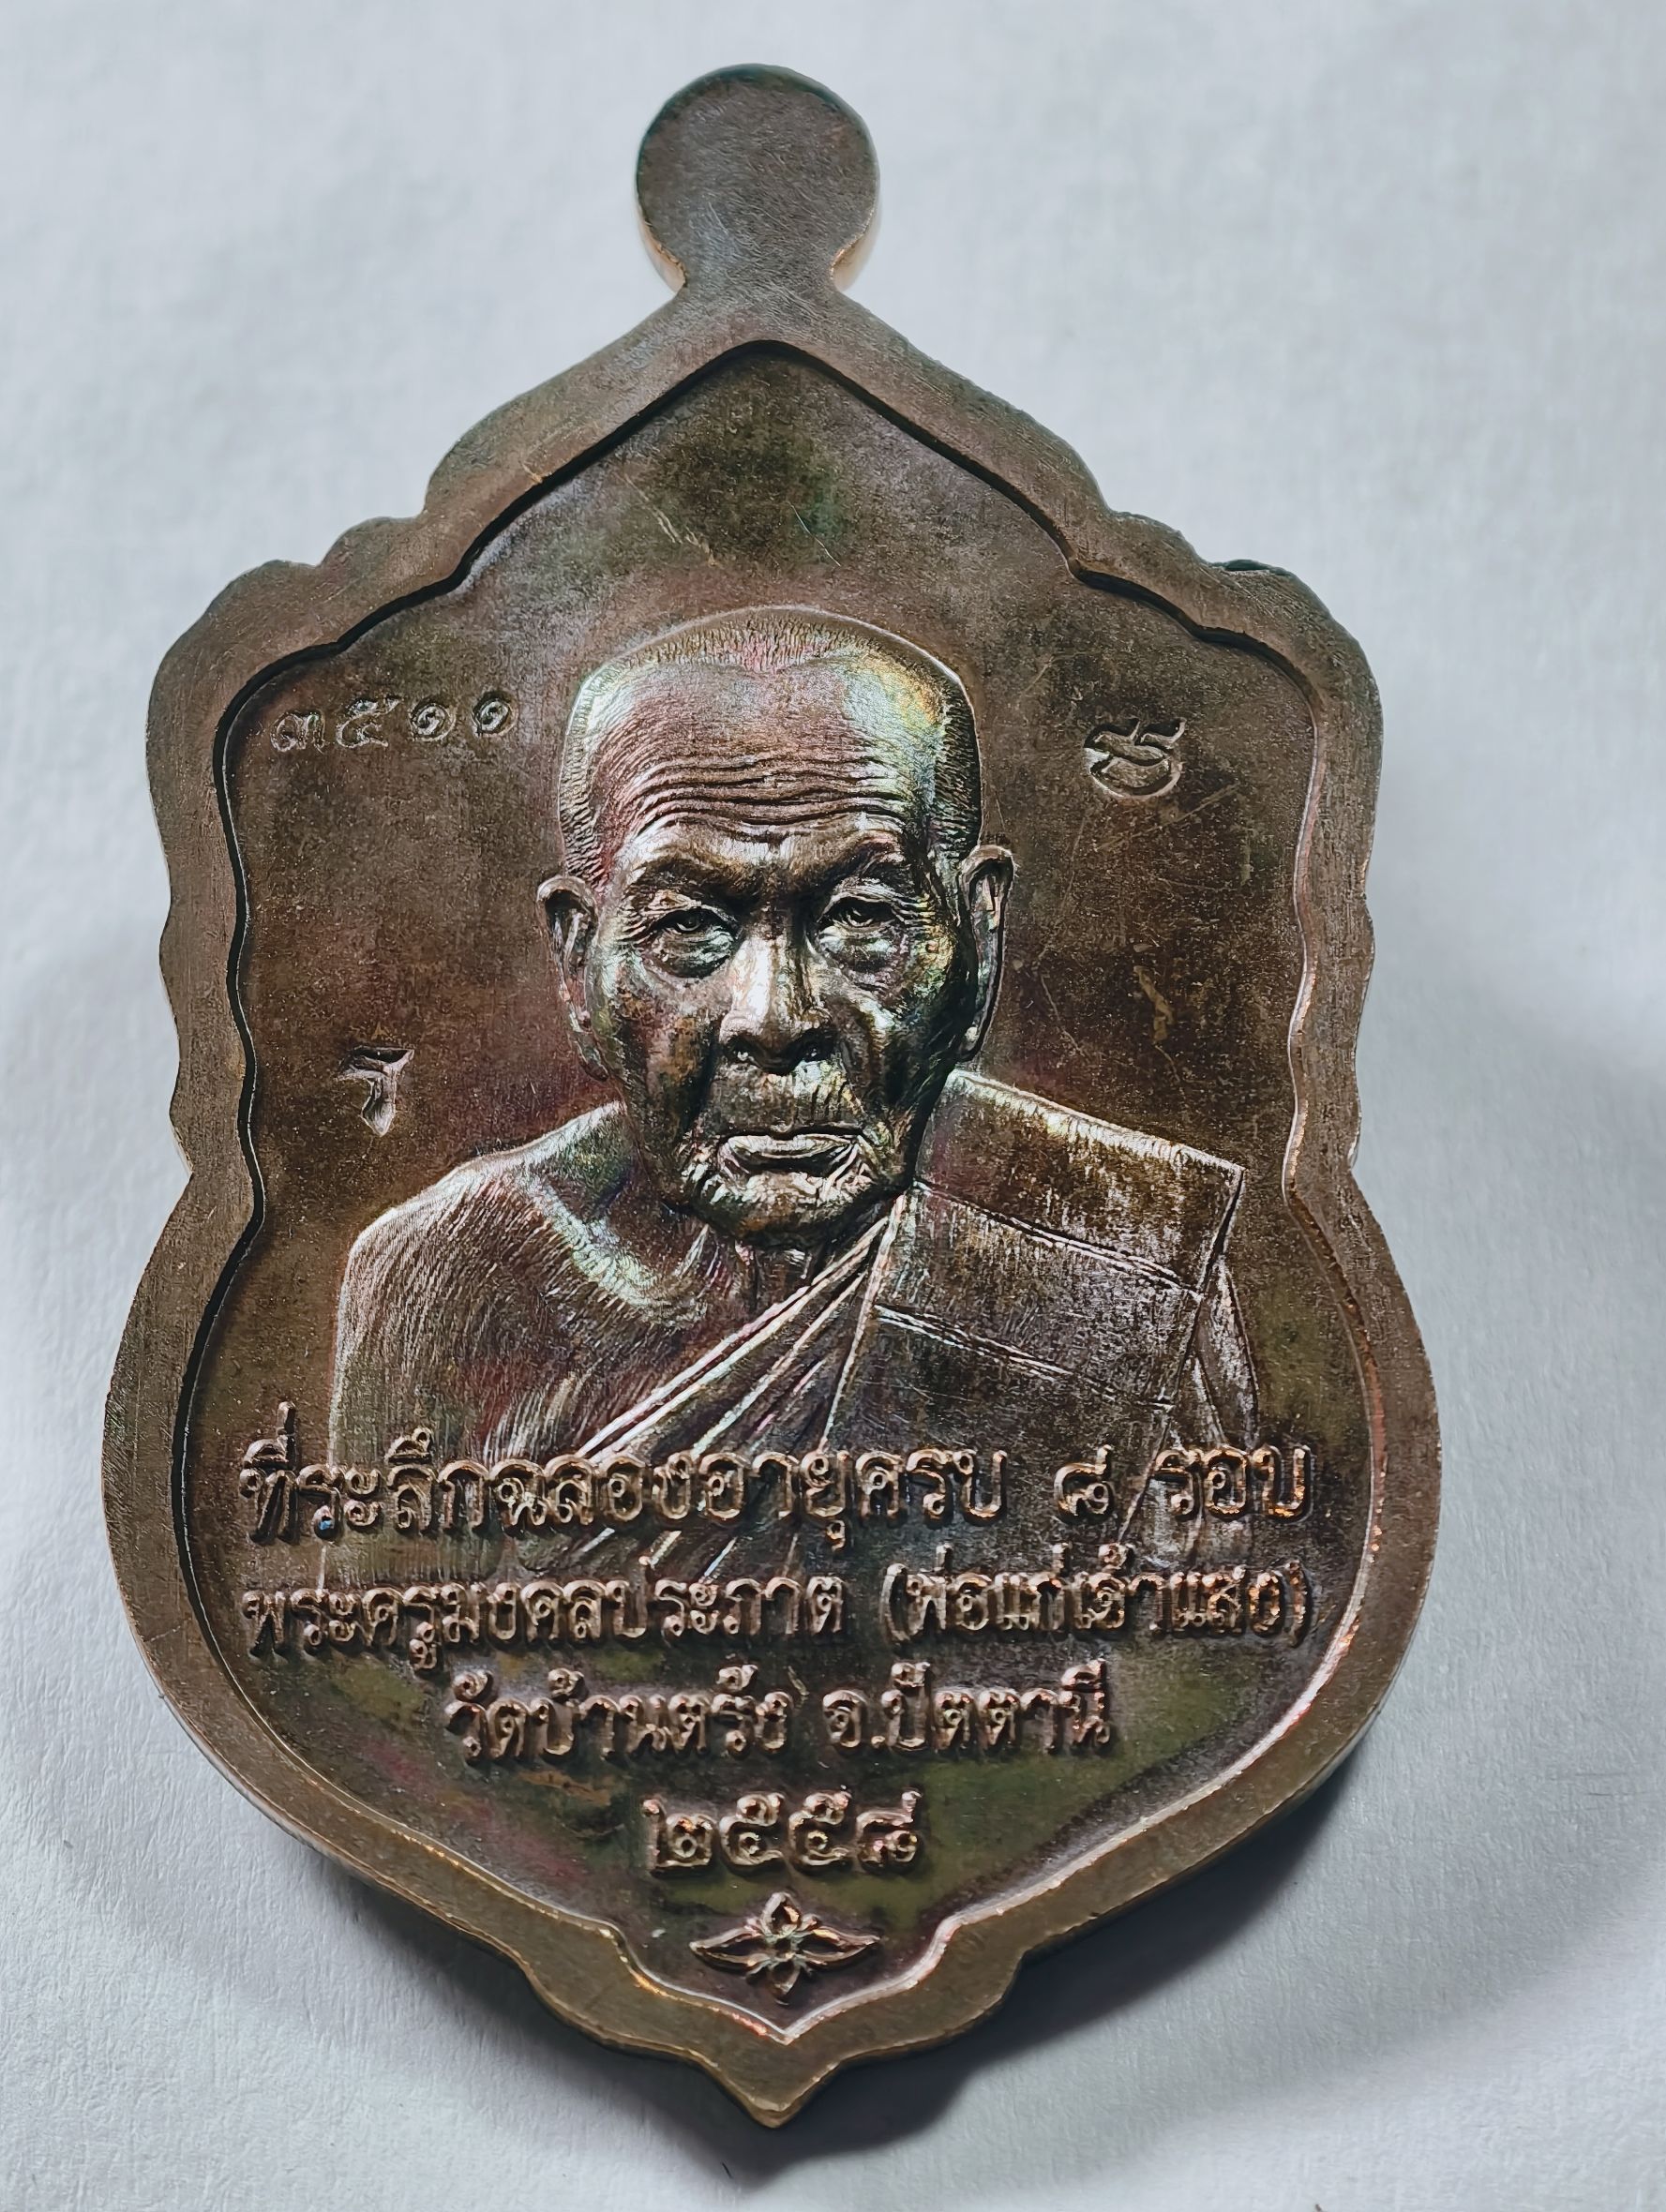 ๓๕๑๑
ที่ระลึกฉลองอายุครบ ๘ รอบ
พระครูมงคลประภาต (พ่อแก่เจ้าแสง)
วัดบ้านตรัง จ.ปัตตานี
๒๕๕๘